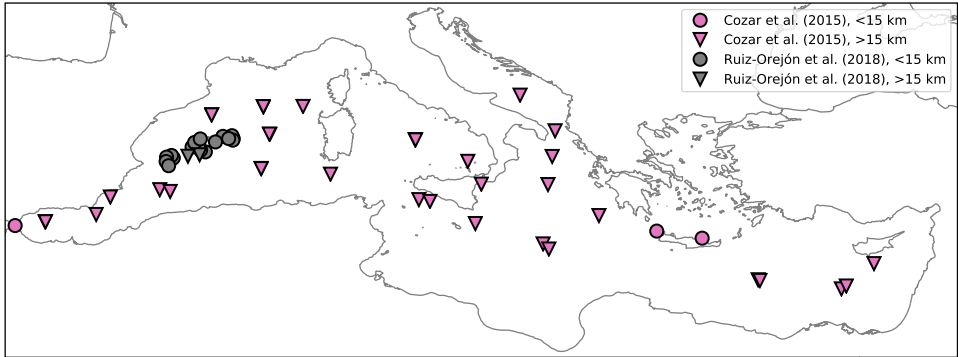 Cozar et al. (2015), <15 km
Cozar et al. (2015), >15 km
Ruiz-Orejón et al. (2018), <15 km
Ruiz-Orejón et al. (2018), >15 km